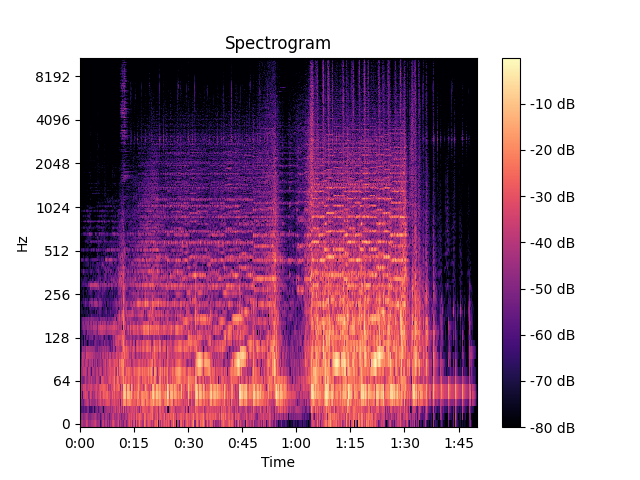 Spectrogram
8192
4096
2048
1024
512
256
128
64
0
Hz
0:00 0:15 0:30 0:45 1:00 1:15 1:30 1:45
Time
-10 dB
-20 dB
-30 dB
-40 dB
-50 dB
-60 dB
-70 dB
-80 dB